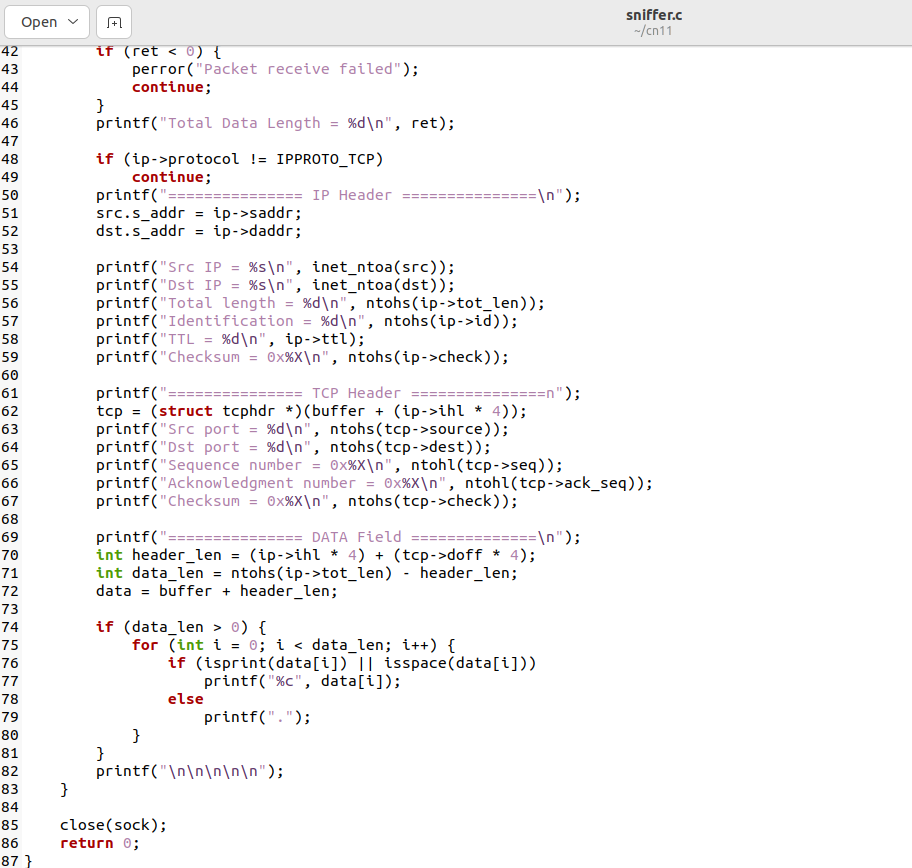 Open
sniffer.c
~/cn11
42         if (ret < 0) {
43             perror("Packet receive failed");
44             continue;
45         }
46         printf("Total Data Length = %d\n", ret);
47
48         if (ip->protocol != IPPROTO_TCP)
49             continue;
50         printf("=============== IP Header ===============\n");
51         src.s_addr = ip->saddr;
52         dst.s_addr = ip->daddr;
53
54         printf("Src IP = %s\n", inet_ntoa(src));
55         printf("Dst IP = %s\n", inet_ntoa(dst));
56         printf("Total length = %d\n", ntohs(ip->tot_len));
57         printf("Identification = %d\n", ntohs(ip->id));
58         printf("TTL = %d\n", ip->ttl);
59         printf("Checksum = 0x%X\n", ntohs(ip->check));
60
61         printf("=============== TCP Header ===============n");
62         tcp = (struct tcphdr *)(buffer + (ip->ihl * 4));
63         printf("Src port = %d\n", ntohs(tcp->source));
64         printf("Dst port = %d\n", ntohs(tcp->dest));
65         printf("Sequence number = 0x%X\n", ntohl(tcp->seq));
66         printf("Acknowledgment number = 0x%X\n", ntohl(tcp->ack_seq));
67         printf("Checksum = 0x%X\n", ntohs(tcp->check));
68
69         printf("=============== DATA Field ==============\n");
70         int header_len = (ip->ihl * 4) + (tcp->doff * 4);
71         int data_len = ntohs(ip->tot_len) - header_len;
72         data = buffer + header_len;
73
74         if (data_len > 0) {
75             for (int i = 0; i < data_len; i++) {
76                 if (isprint(data[i]) || isspace(data[i]))
77                     printf("%c", data[i]);
78                 else
79                     printf(".");
80             }
81         }
82         printf("\n\n\n\n\n");
83     }
84
85     close(sock);
86     return 0;
87 }